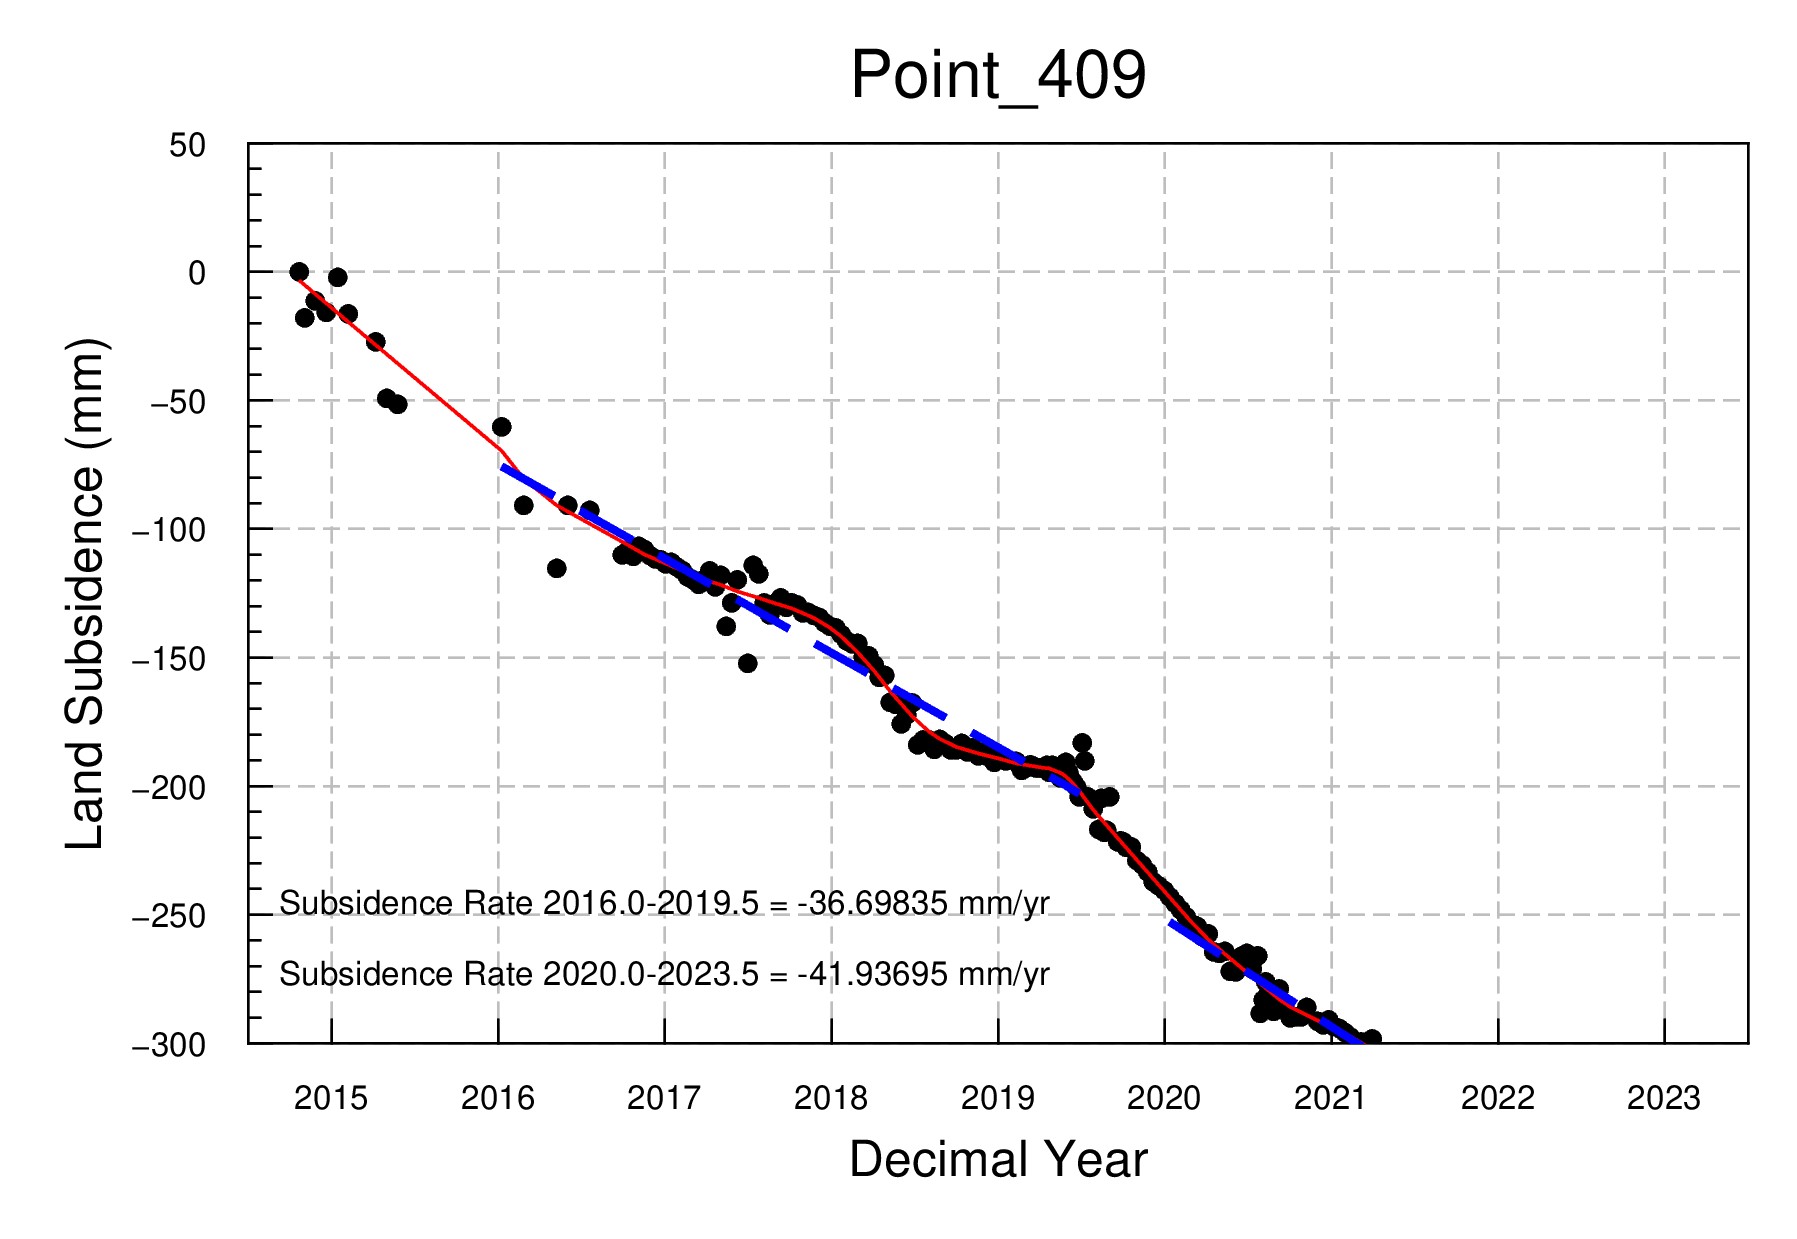 Point_409
50
0
−50
−100
−150
−200
−250
−300
Land Subsidence (mm)
Subsidence Rate 2016.0-2019.5 = -36.69835 mm/yr
Subsidence Rate 2020.0-2023.5 = -41.93695 mm/yr
2015 2016 2017 2018 2019 2020 2021 2022 2023
Decimal Year